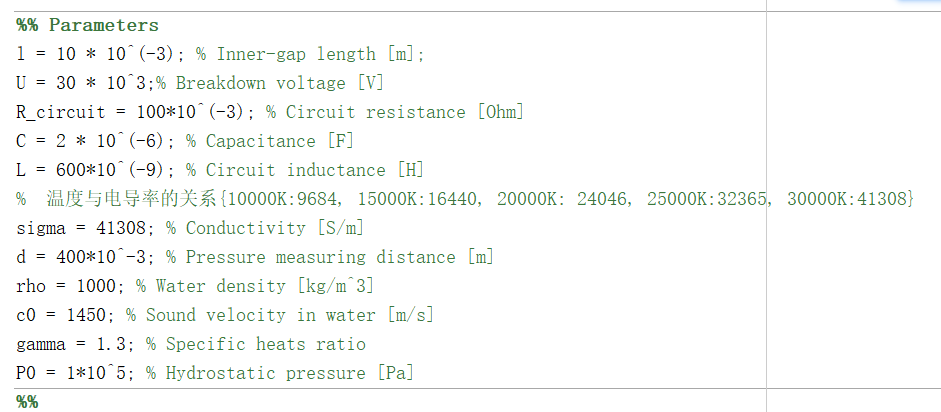 %% Parameters
l = 10 * 10^(-3); % Inner-gap length [m];
U = 30 * 10^3;% Breakdown voltage [V]
R_circuit = 100*10^(-3); % Circuit resistance [Ohm]
C = 2 * 10^(-6); % Capacitance [F]
L = 600*10^(-9); % Circuit inductance [H]
%  温度与电导率的关系{10000K:9684, 15000K:16440, 20000K: 24046, 25000K:32365, 30000K:41308}
sigma = 41308; % Conductivity [S/m]
d = 400*10^-3; % Pressure measuring distance [m]
rho = 1000; % Water density [kg/m^3]
c0 = 1450; % Sound velocity in water [m/s]
gamma = 1.3; % Specific heats ratio
P0 = 1*10^5; % Hydrostatic pressure [Pa]
%%